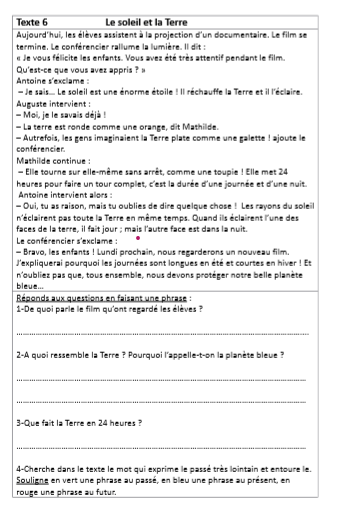 Texte 6 Le soleil et la Terre
Aujourd'hui, les élèves assistent à la projection d'un documentaire. Le film se
termine. Le conférencier rallume la lumière. Il dit :
« Je vous félicite les enfants. Vous avez été très attentif pendant le film.
Qu'est-ce que vous avez appris ? »
Antoine s'exclame :
– Je sais... Le soleil est une énorme étoile ! Il réchauffe la Terre et il l'éclaire.
Auguste intervient :
– Moi, je le savais déjà !
– La terre est ronde comme une orange, dit Mathilde.
– Autrefois, les gens imaginaient la Terre plate comme une galette ! ajoute le
conférencier.
Mathilde continue :
– Elle tourne sur elle-même sans arrêt, comme une toupie ! Elle met 24
heures pour faire un tour complet, c'est la durée d'une journée et d'une nuit.
Antoine intervient alors :
– Oui, tu as raison, mais tu oublies de dire quelque chose ! Les rayons du soleil
n'éclairent pas toute la Terre en même temps. Quand ils éclairent l'une des
faces de la terre, il fait jour ; mais l'autre face est dans la nuit.
Le conférencier s'exclame :
– Bravo, les enfants ! Lundi prochain, nous regarderons un nouveau film.
J'expliquerai pourquoi les journées sont longues en été et courtes en hiver ! Et
n'oubliez pas que, tous ensemble, nous devons protéger notre belle planète
bleue...
Réponds aux questions en faisant une phrase :
1-De quoi parle le film qu'ont regardé les élèves ?
2-A quoi ressemble la Terre ? Pourquoi l'appelle-t-on la planète bleue ?
3-Que fait la Terre en 24 heures ?
4-Cherche dans le texte le mot qui exprime le passé très lointain et entoure le.
Souligne en vert une phrase au passé, en bleu une phrase au présent, en
rouge une phrase au futur.